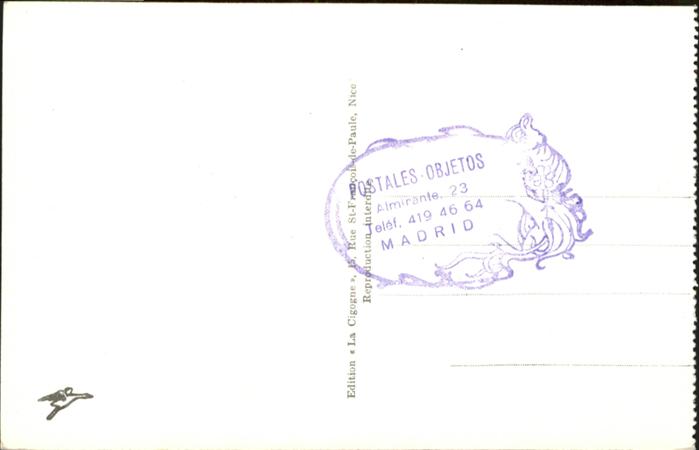 Edition « La Cigogne », 15, Rue St-François-de-Paule, Nice
Reproduction interdite
POSTALES-OBJETOS
Almirante, 23
Teléf. 419 46 64
MADRID